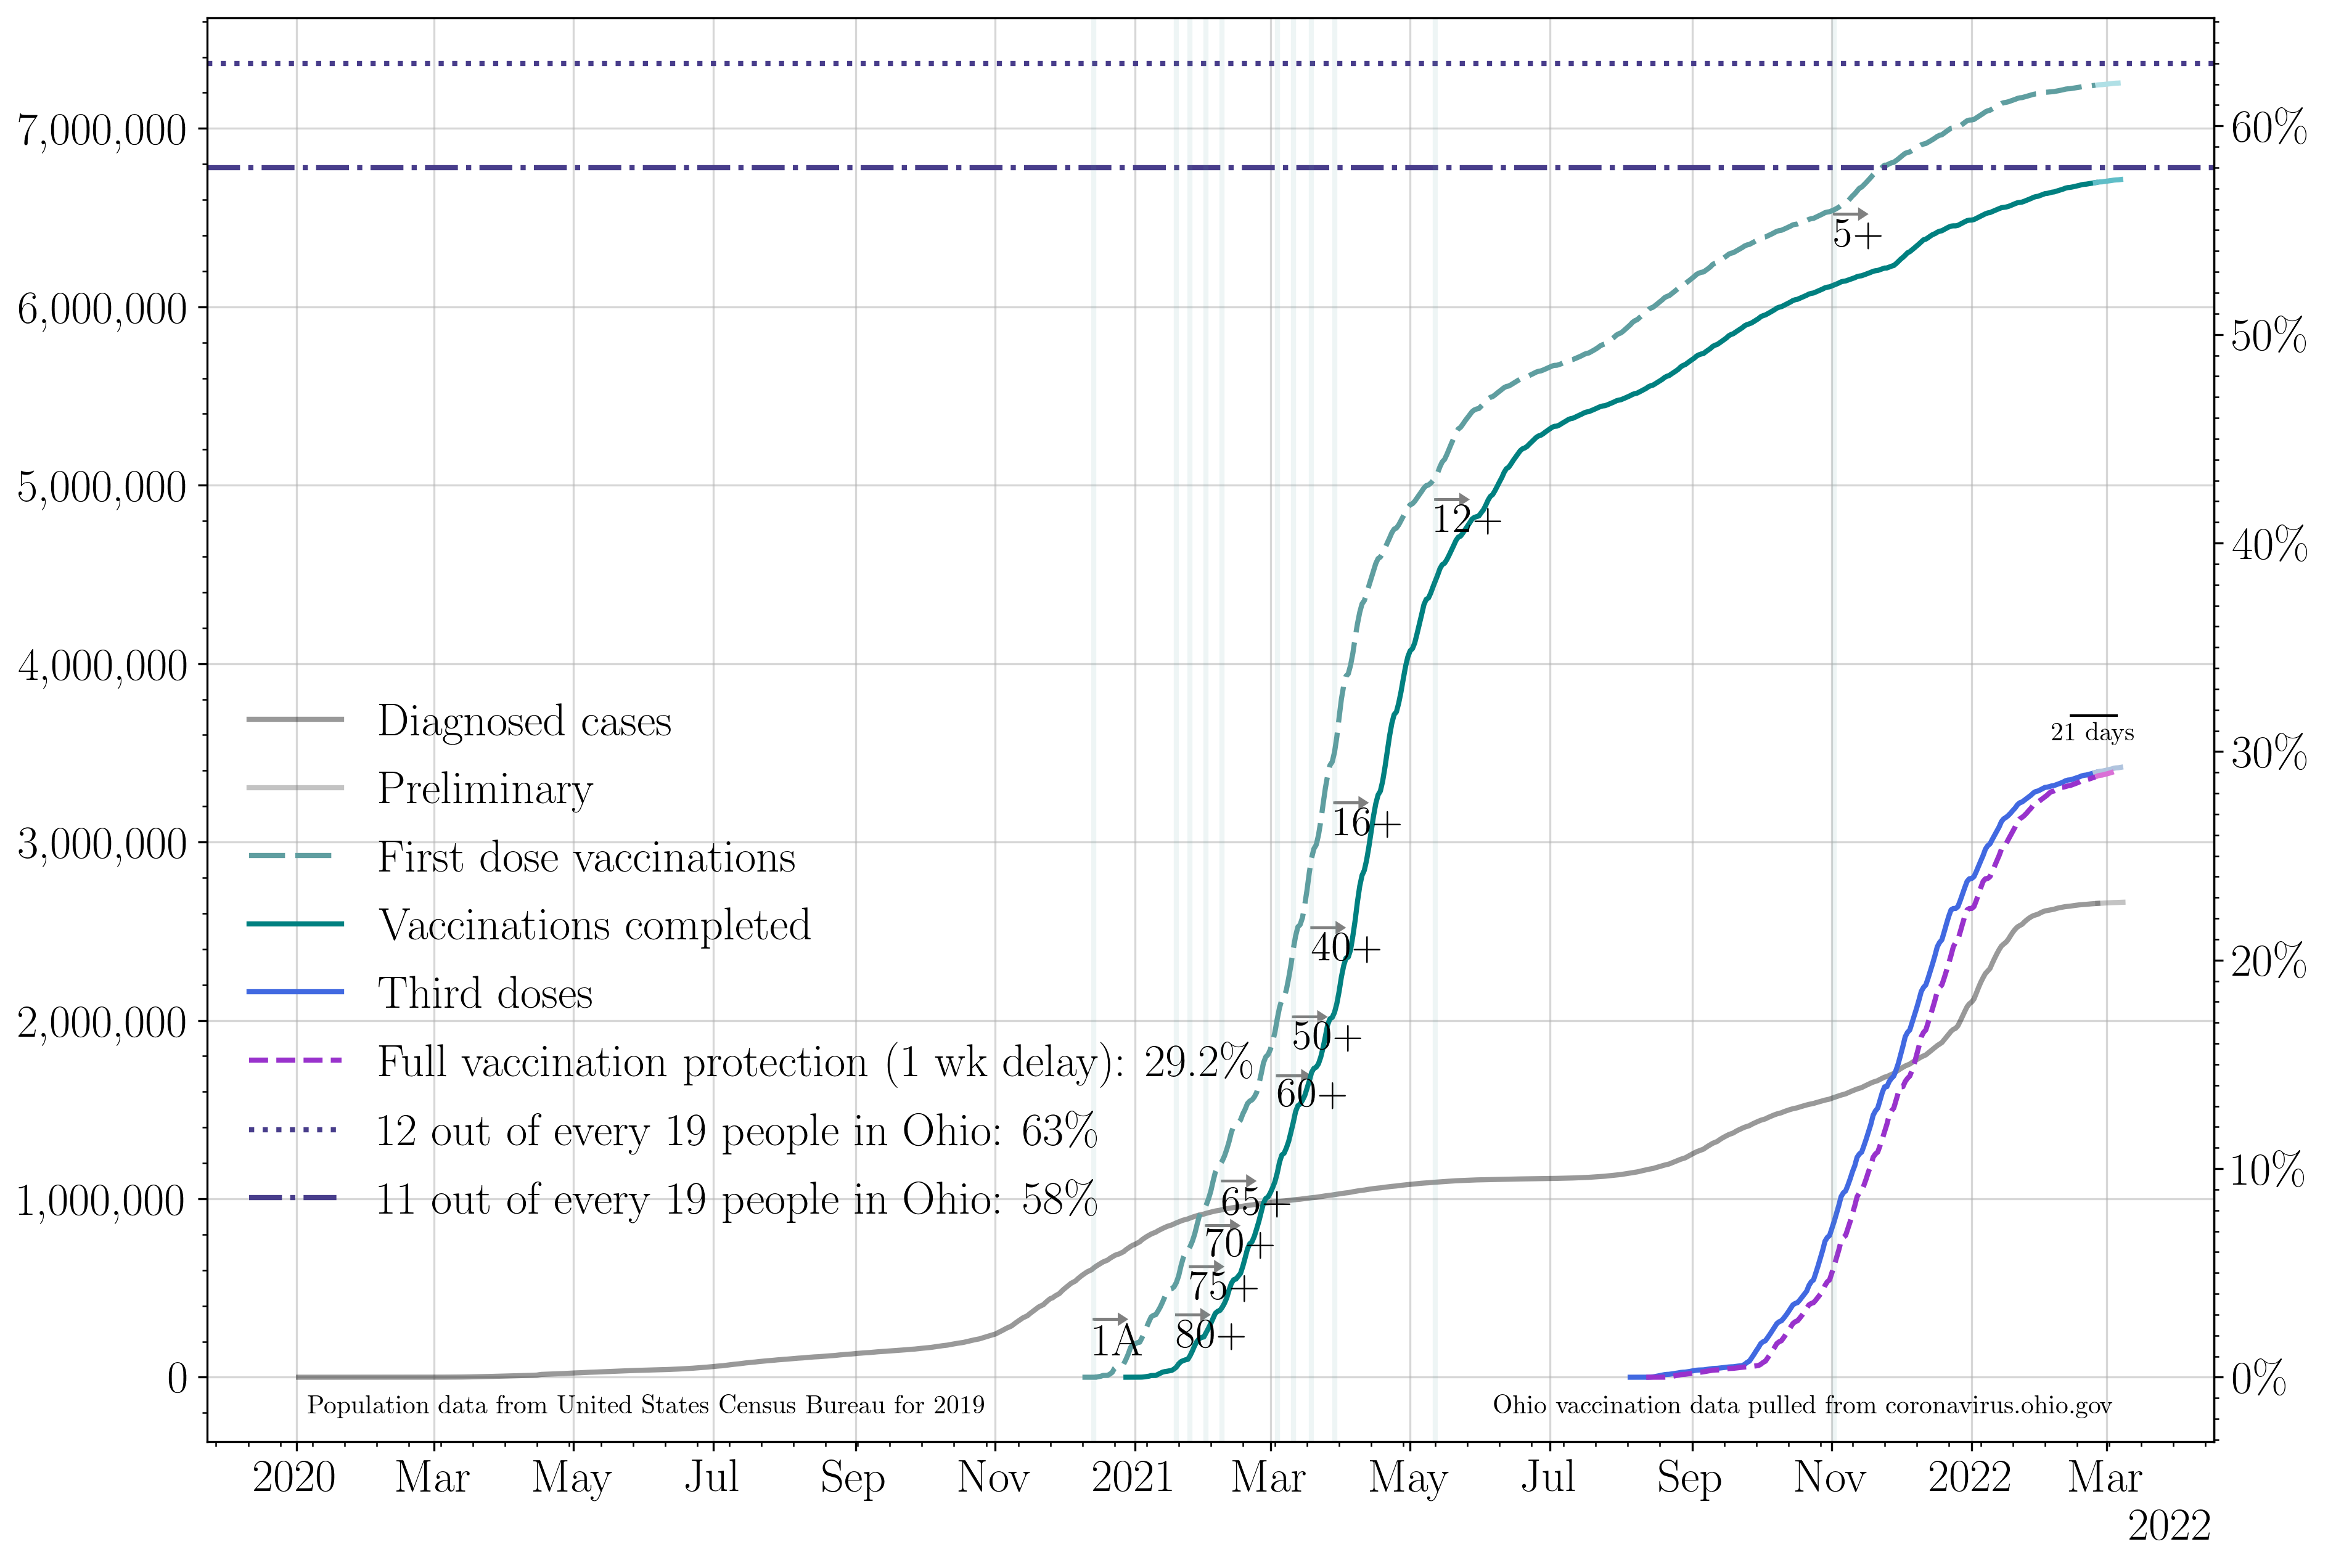 7,000,000
6,000,000
5,000,000
4,000,000
3,000,000
2,000,000
1,000,000
0
60%
50%
40%
30%
20%
10%
0%
5+
12+
16+
40+
50+
60+
65+
70+
75+
80+
1A
21 days
Diagnosed cases
Preliminary
First dose vaccinations
Vaccinations completed
Third doses
Full vaccination protection (1 wk delay): 29.2%
12 out of every 19 people in Ohio: 63%
11 out of every 19 people in Ohio: 58%
Population data from United States Census Bureau for 2019
Ohio vaccination data pulled from coronavirus.ohio.gov
2020 Mar May Jul Sep Nov 2021 Mar May Jul Sep Nov 2022 Mar
2022